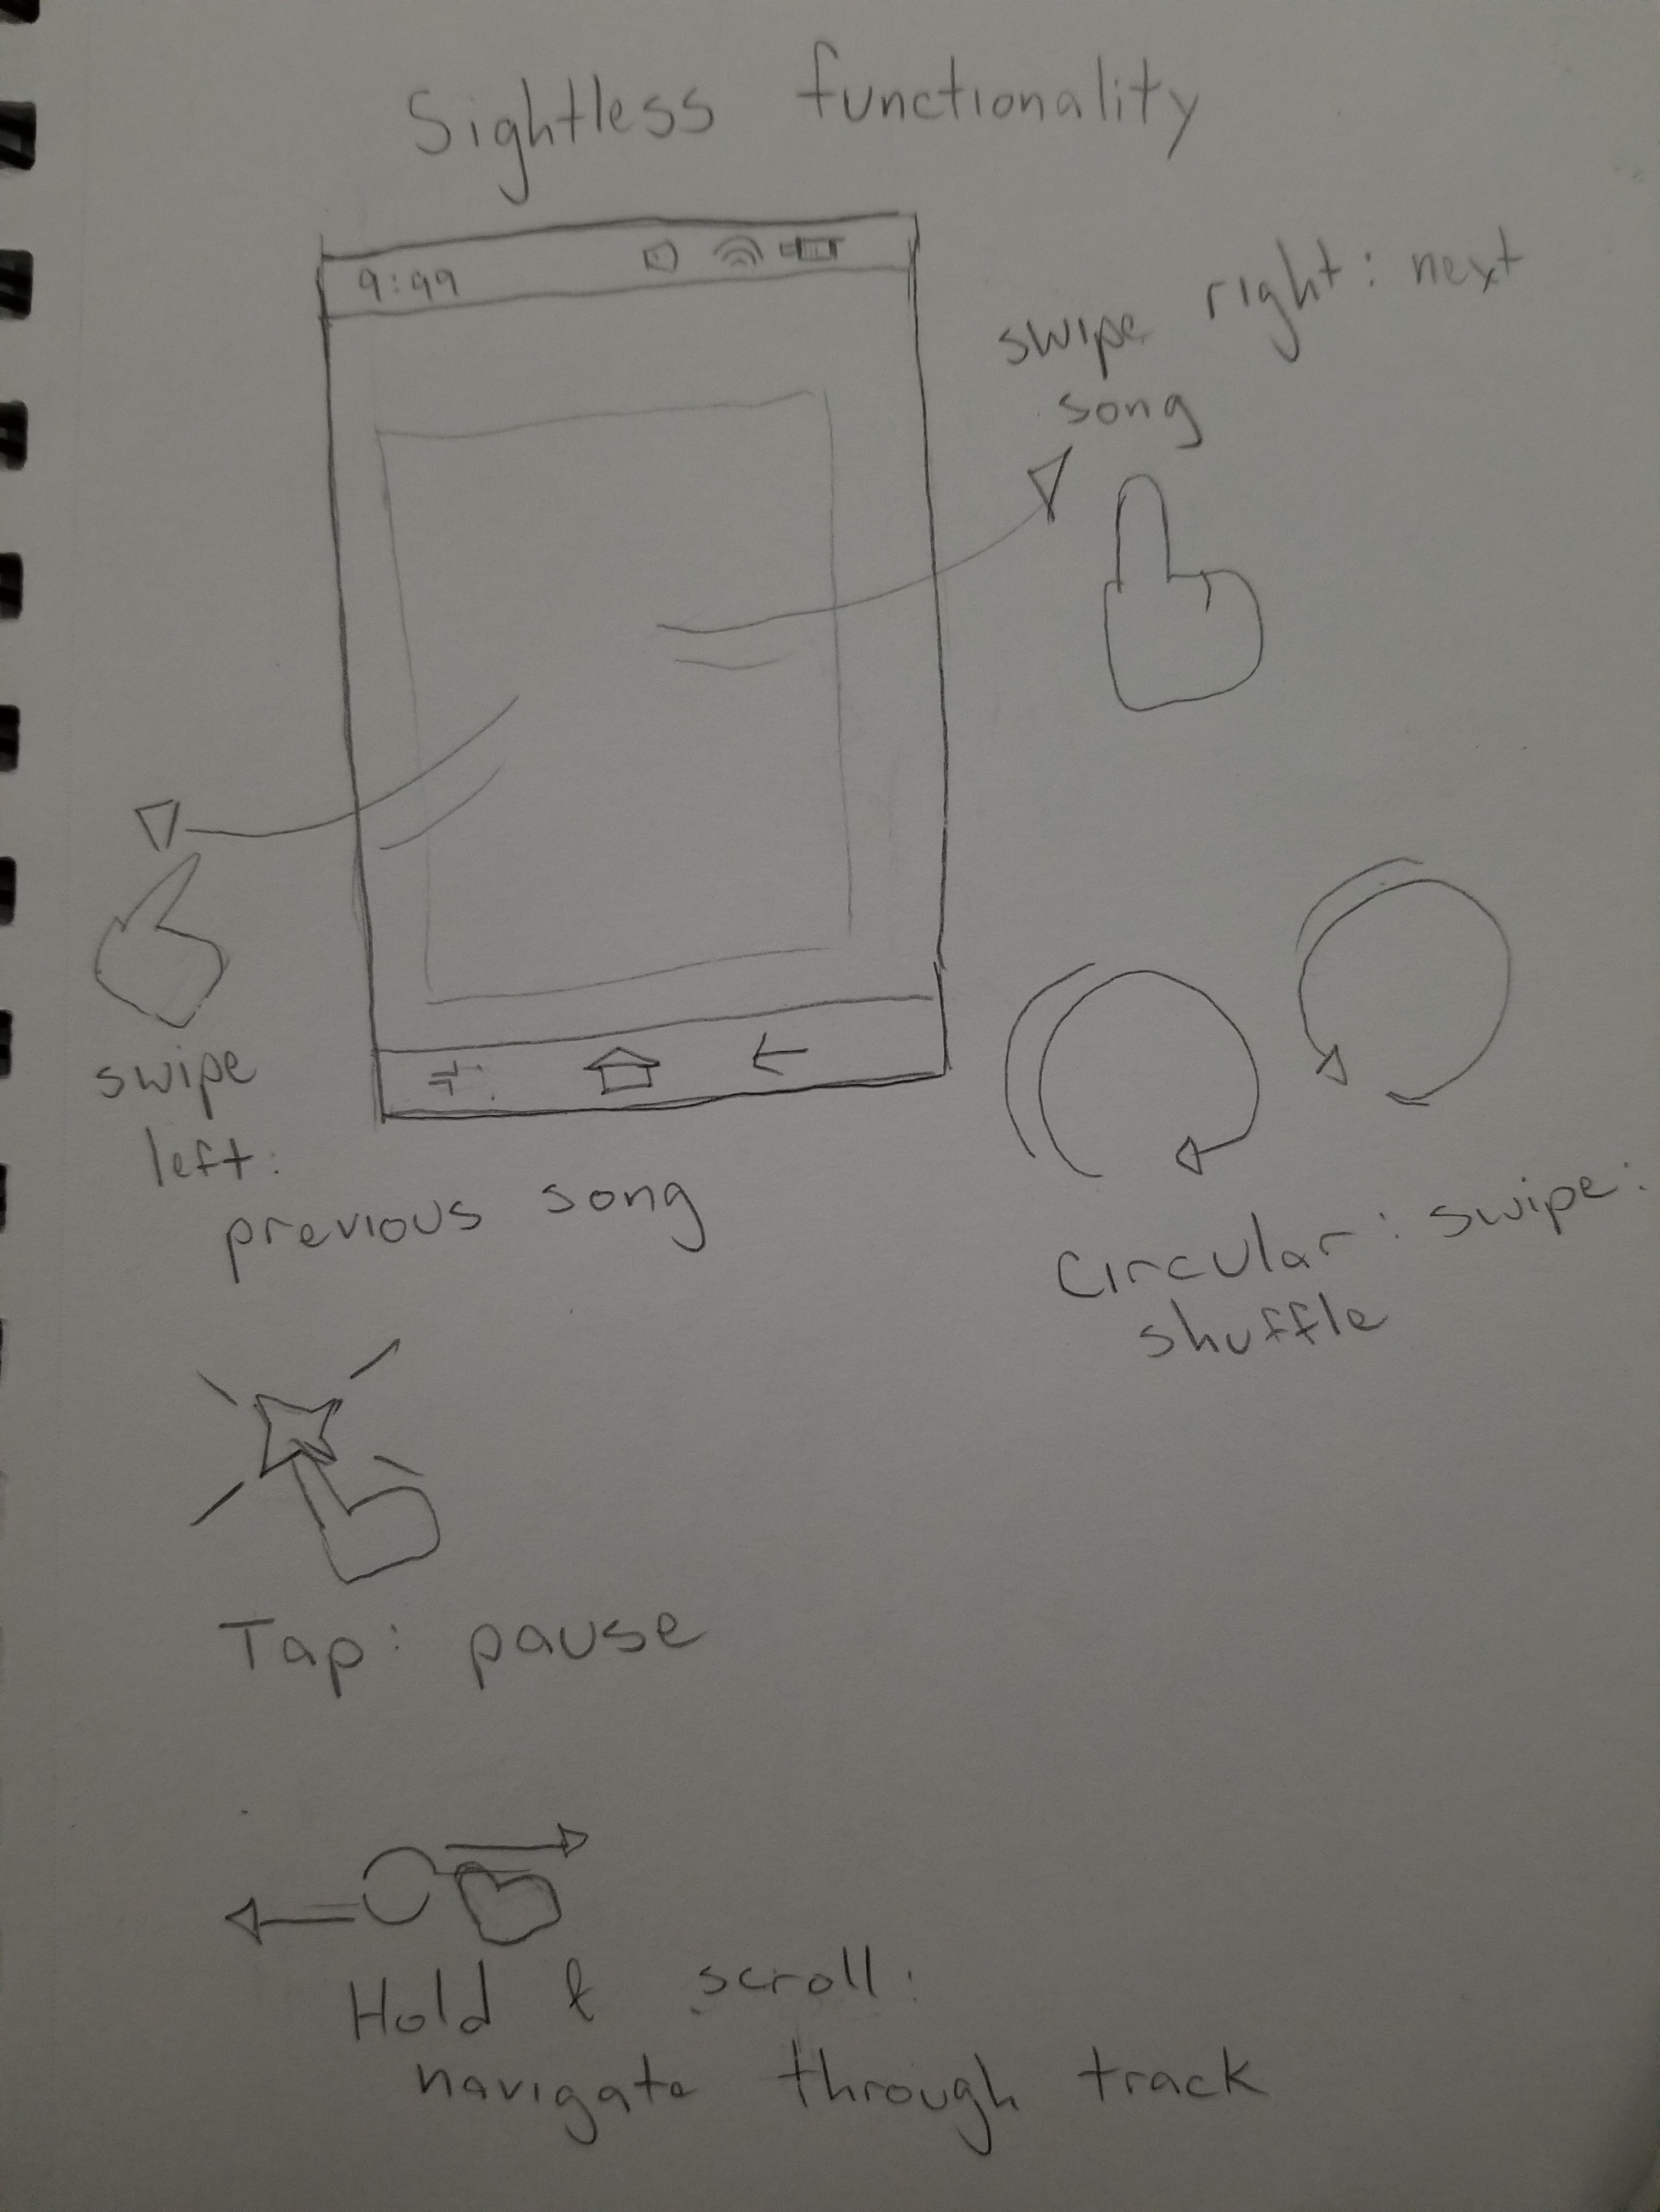 Sightless functionality
9:99
swipe right: next
song
swipe
left:
previous song
Circular: swipe:
shuffle
Tap: pause
Hold & scroll:
navigate through track